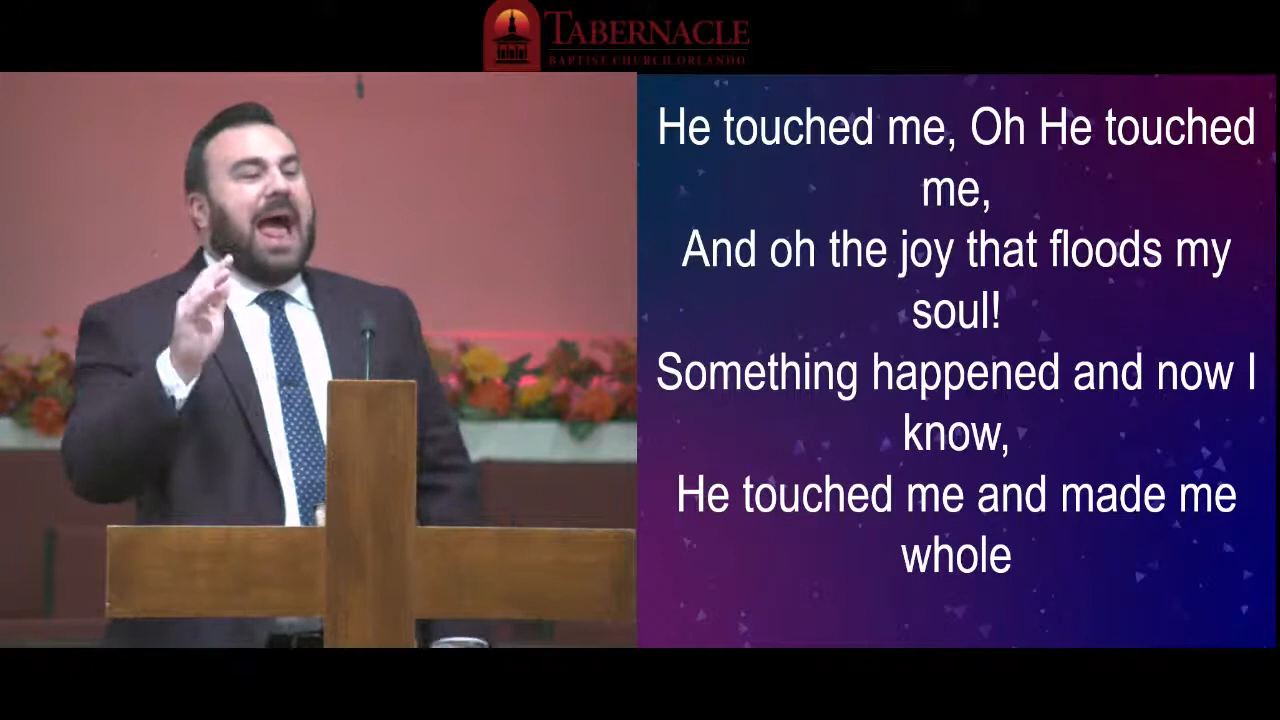 TABERNACLE
BAPTIST CHURCH ORLANDO
He touched me, Oh He touched
me,
And oh the joy that floods my
soul!
Something happened and now I
know,
He touched me and made me
whole